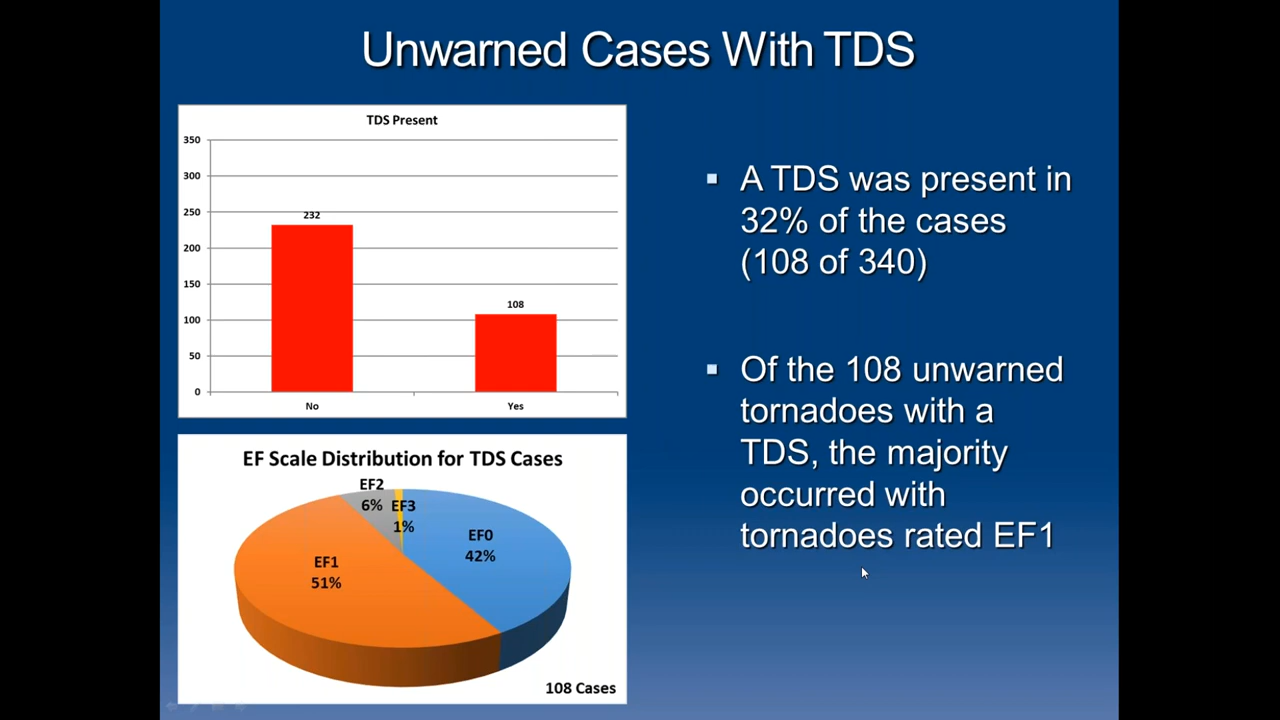 Unwarned Cases With TDS
TDS Present
350
300
250
200
150
100
50
0
232
108
No
Yes
EF Scale Distribution for TDS Cases
EF2
6%
EF3
1%
EF0
42%
EF1
51%
108 Cases
▪ A TDS was present in
32% of the cases
(108 of 340)
▪ Of the 108 unwarned
tornadoes with a
TDS, the majority
occurred with
tornadoes rated EF1